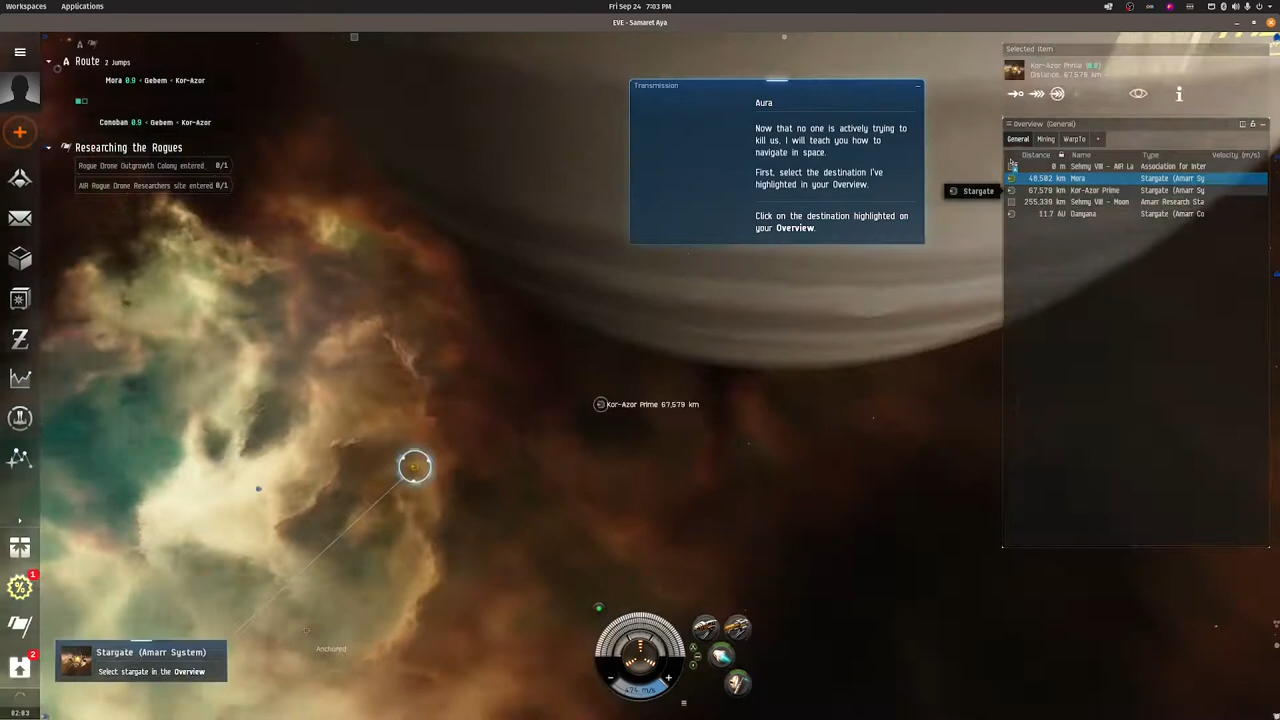 Workspaces
Applications
Fri Sep 24 7:03 PM
EVE - Samaret Aya
Route 2 Jumps
Mora 0.9 ‹ Gebem ‹ Kor-Azor
Conoban 0.9 ‹ Gebem ‹ Kor-Azor
Researching the Rogues
Rogue Drone Outgrowth Colony entered 0/1
AIR Rogue Drone Researchers site entered 0/1
Transmission
Aura
Now that no one is actively trying to
kill us, I will teach you how to
navigate in space.
First, select the destination I've
highlighted in your Overview.
Click on the destination highlighted on
your Overview.
Selected Item
Kor-Azor Prime
Distance: 67,579 km
Overview (General)
General Mining WarpTo +
Distance Name Type Velocity (m/s)
0 m Sehmy VIII - AIR La Association for Inter
48,502 km Mora Stargate (Amarr Sy
67,579 km Kor-Azor Prime Stargate (Amarr Sy
255,339 km Sehmy VIII - Moon Amarr Research Sta
11.7 AU Danyana Stargate (Amarr Co
Stargate
Kor-Azor Prime 67,579 km
Anchored
Stargate (Amarr System)
Select stargate in the Overview
474 m/s
1
2
02:03